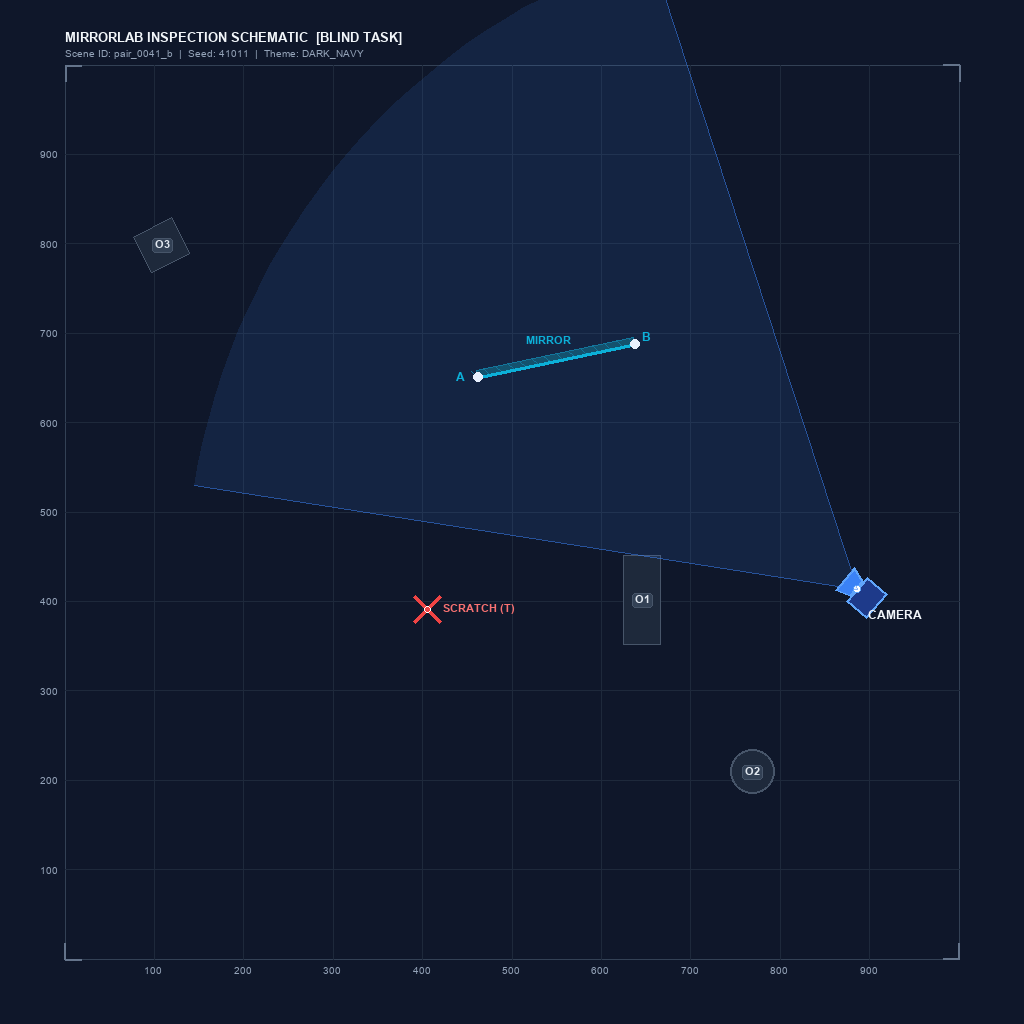 MIRRORLAB INSPECTION SCHEMATIC [BLIND TASK]
Scene ID: pair_0041_b | Seed: 41011 | Theme: DARK_NAVY
900
O3
800
700
MIRROR
B
A
600
500
400
O1
SCRATCH (T)
CAMERA
300
200
O2
100
100 200 300 400 500 600 700 800 900